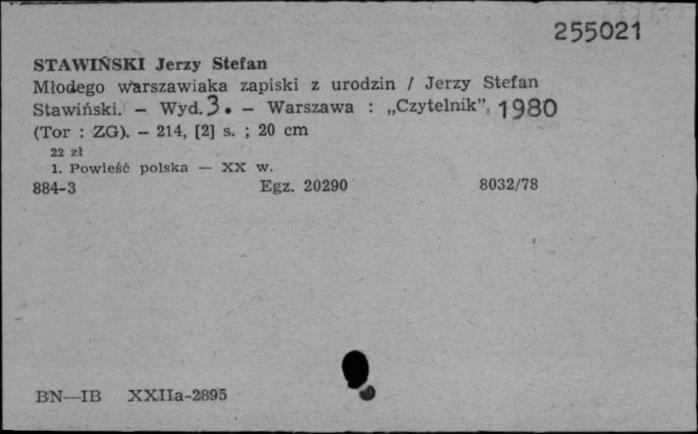 255021
STAWIŃSKI Jerzy Stefan
Młodego warszawiaka zapiski z urodzin / Jerzy Stefan
Stawiński. – Wyd. 3. – Warszawa : „Czytelnik”, 1980
(Tor : ZG). – 214, [2] s. ; 20 cm
22 zł
1. Powieść polska — XX w.
884-3 Egz. 20290 8032/78
BN—IB XXIIa-2895